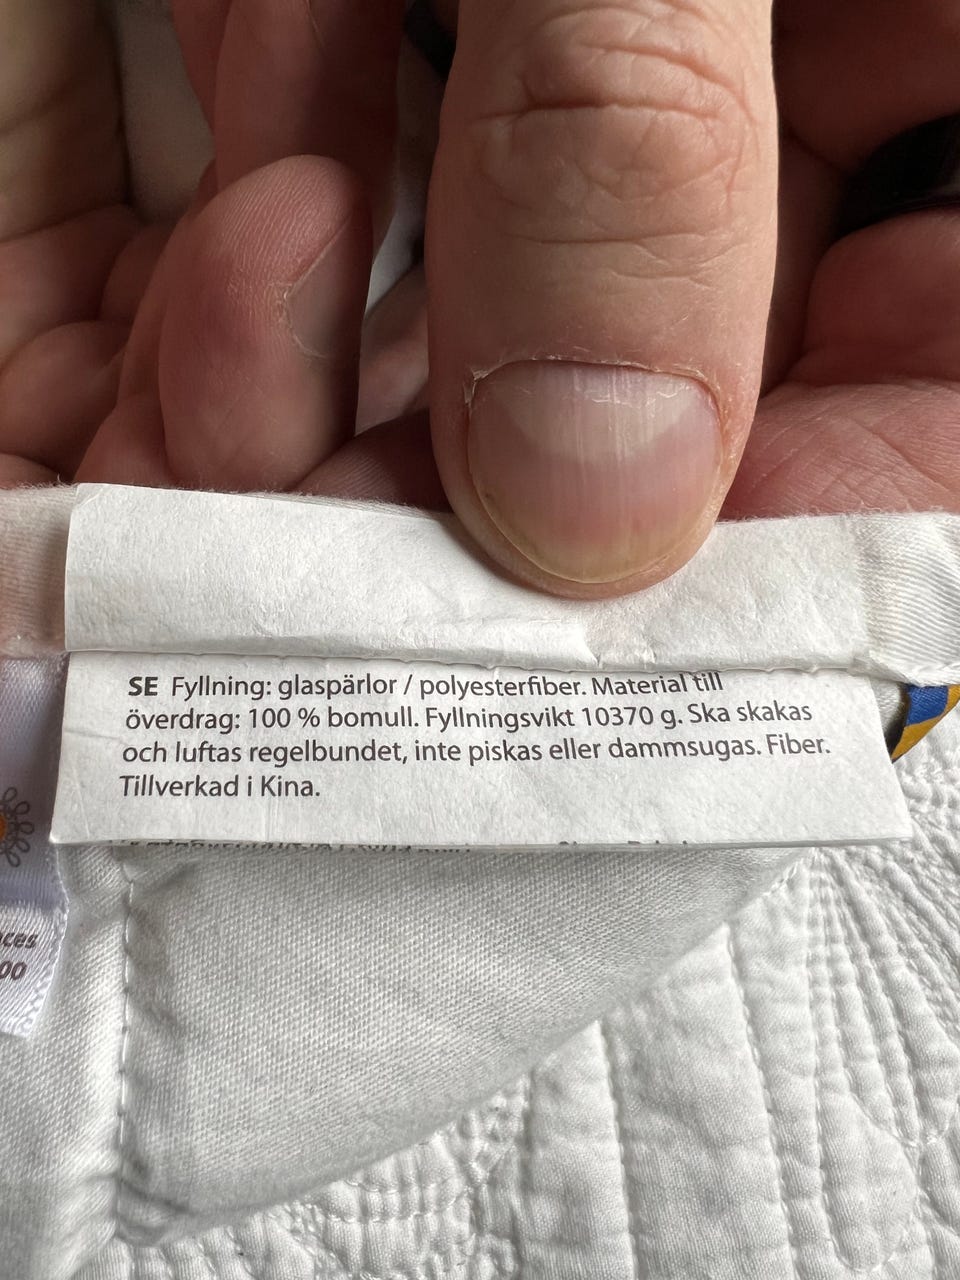 SE Fyllning: glaspärlor / polyesterfiber. Material till
överdrag: 100 % bomull. Fyllningsvikt 10370 g. Ska skakas
och luftas regelbundet, inte piskas eller dammsugas. Fiber.
Tillverkad i Kina.